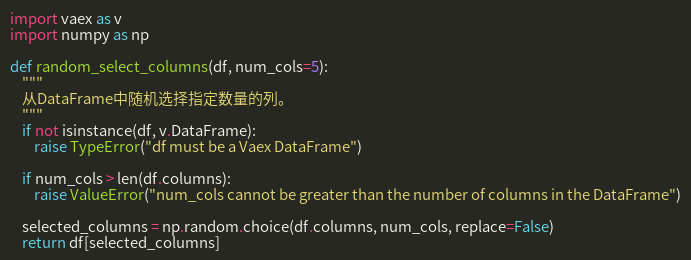 import vaex as v
import numpy as np
def random_select_columns(df, num_cols=5):
"""
从DataFrame中随机选择指定数量的列。
"""
if not isinstance(df, v.DataFrame):
raise TypeError("df must be a Vaex DataFrame")
if num_cols > len(df.columns):
raise ValueError("num_cols cannot be greater than the number of columns in the DataFrame")
selected_columns = np.random.choice(df.columns, num_cols, replace=False)
return df[selected_columns]